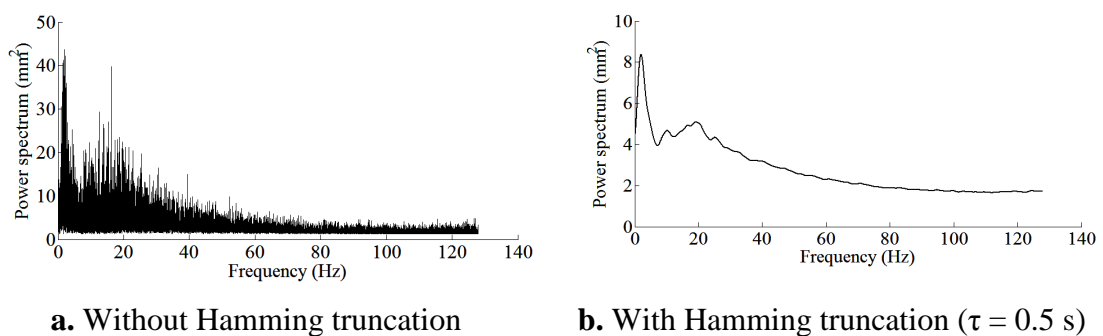 50
40
30
20
10
0
Power spectrum (mm²)
0 20 40 60 80 100 120 140
Frequency (Hz)
a. Without Hamming truncation
10
8
6
4
2
0
Power spectrum (mm²)
0 20 40 60 80 100 120 140
Frequency (Hz)
b. With Hamming truncation (τ = 0.5 s)